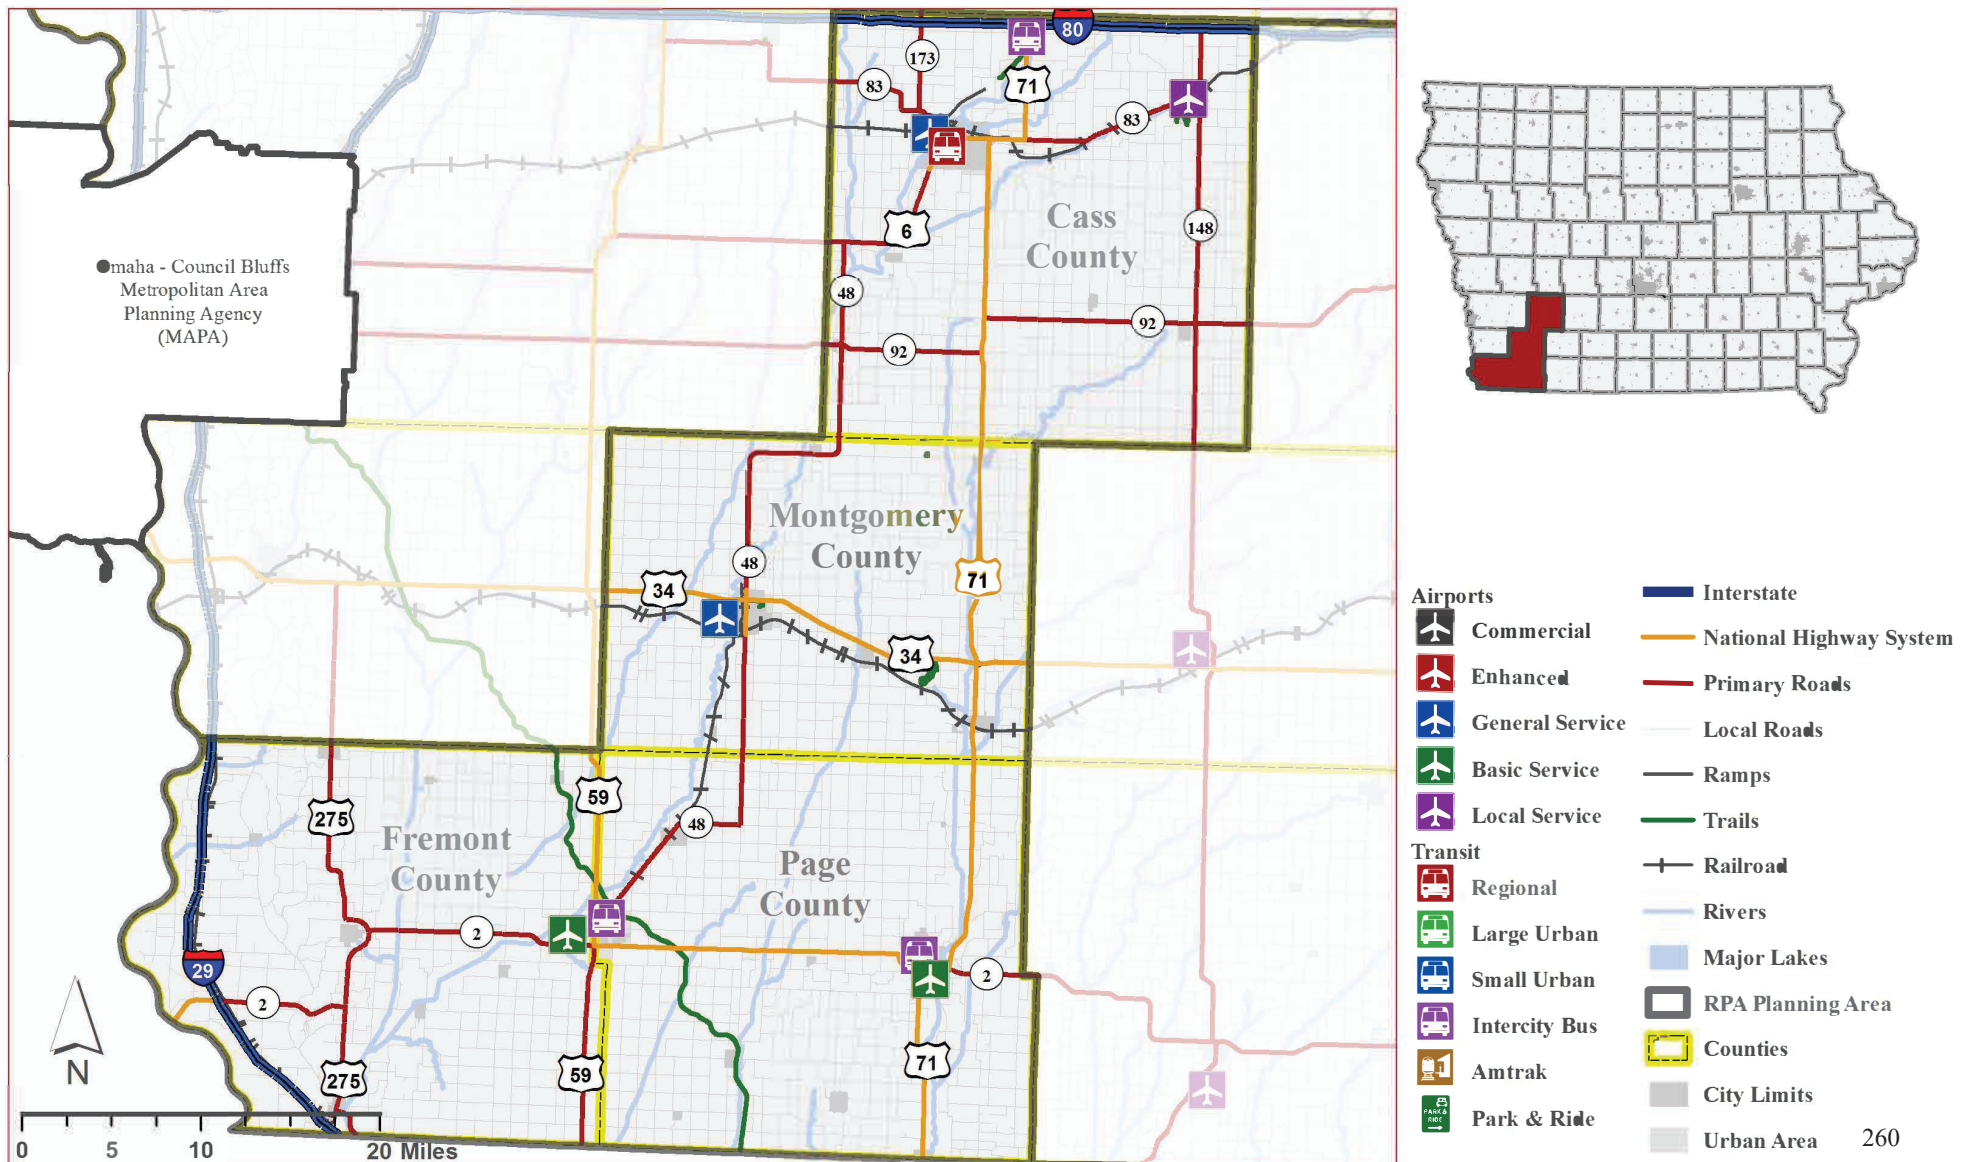 80
173
83
71
83
Cass
County
6
148
Omaha - Council Bluffs
Metropolitan Area
Planning Agency
(MAPA)
48
92
92
Montgomery
County
48
71
34
34
59
275
48
Fremont
County
Page
County
2
29
2
2
275
59
71
N
0 5 10 20 Miles
Airports
Commercial
Enhanced
General Service
Basic Service
Local Service
Transit
Regional
Large Urban
Small Urban
Intercity Bus
Amtrak
PARK &
RIDE
Park & Ride
Interstate
National Highway System
Primary Roads
Local Roads
Ramps
Trails
Railroad
Rivers
Major Lakes
RPA Planning Area
Counties
City Limits
Urban Area
260